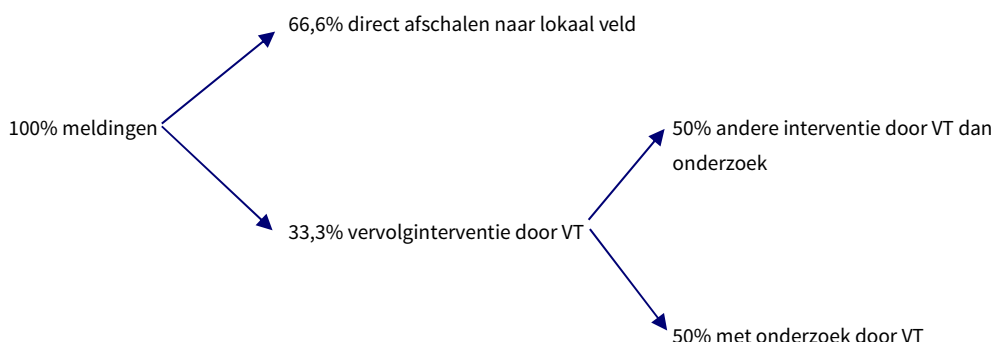 66,6% direct afschalen naar lokaal veld
100% meldingen
50% andere interventie door VT dan
onderzoek
33,3% vervolginterventie door VT
50% met onderzoek door VT